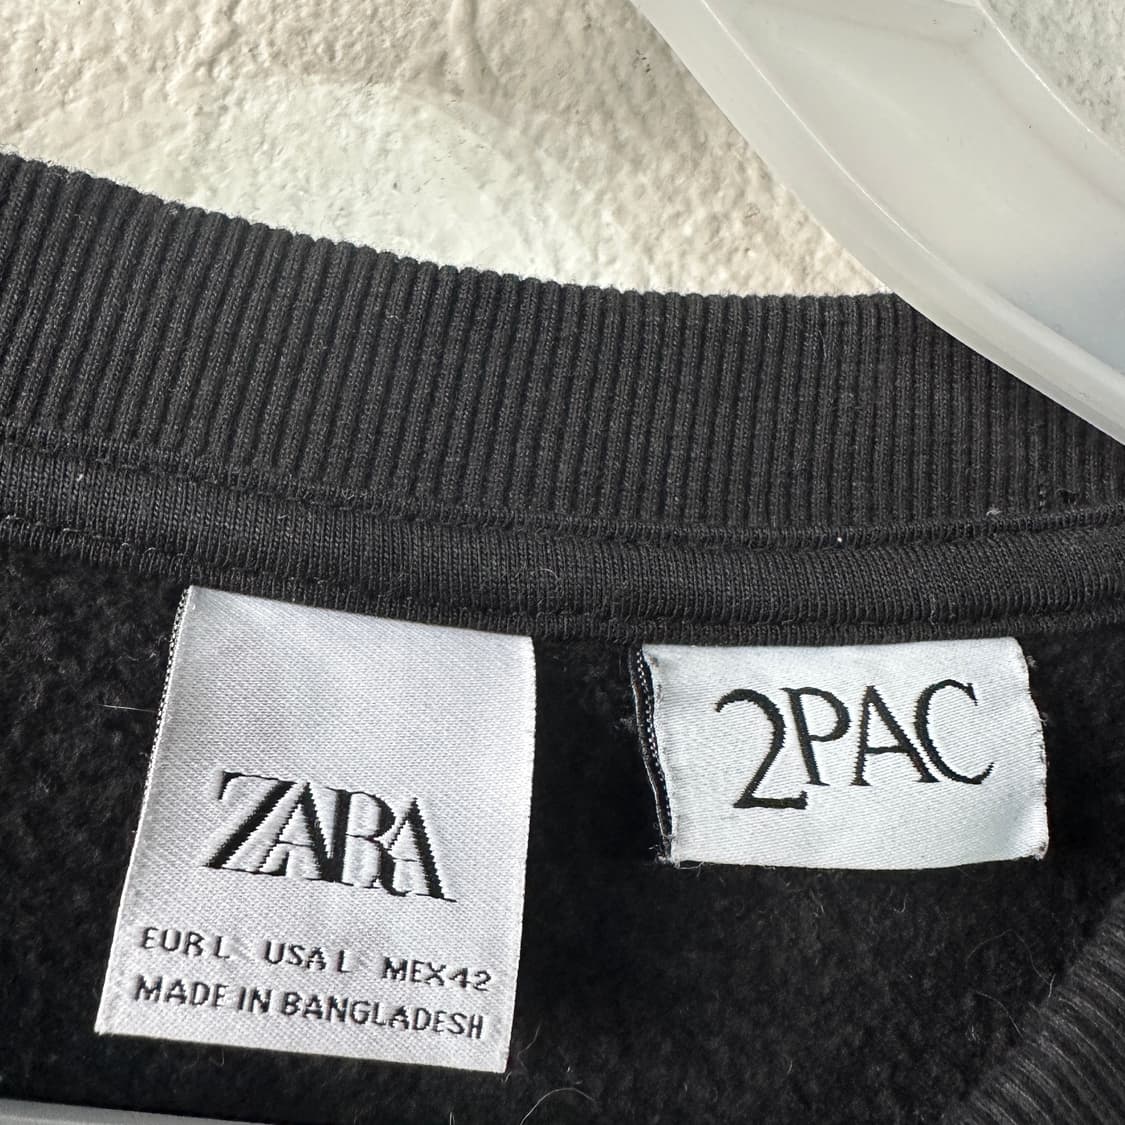 ZARA
EUR L USA L MEX 42
MADE IN BANGLADESH
2PAC